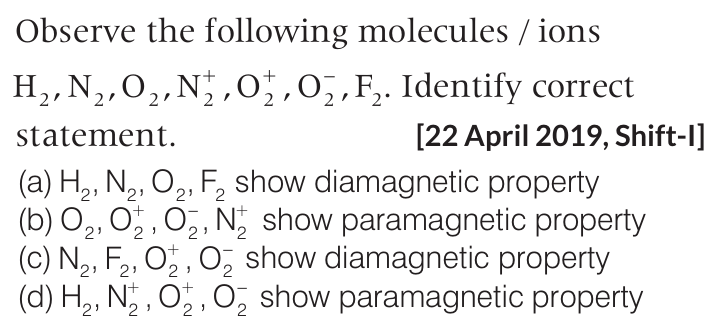 Observe the following molecules / ions
H₂, N₂, O₂, N₂⁺, O₂⁺, O₂⁻, F₂. Identify correct
statement. [22 April 2019, Shift-I]
(a) H₂, N₂, O₂, F₂ show diamagnetic property
(b) O₂, O₂⁺, O₂⁻, N₂⁺ show paramagnetic property
(c) N₂, F₂, O₂⁺, O₂⁻ show diamagnetic property
(d) H₂, N₂⁺, O₂⁺, O₂⁻ show paramagnetic property